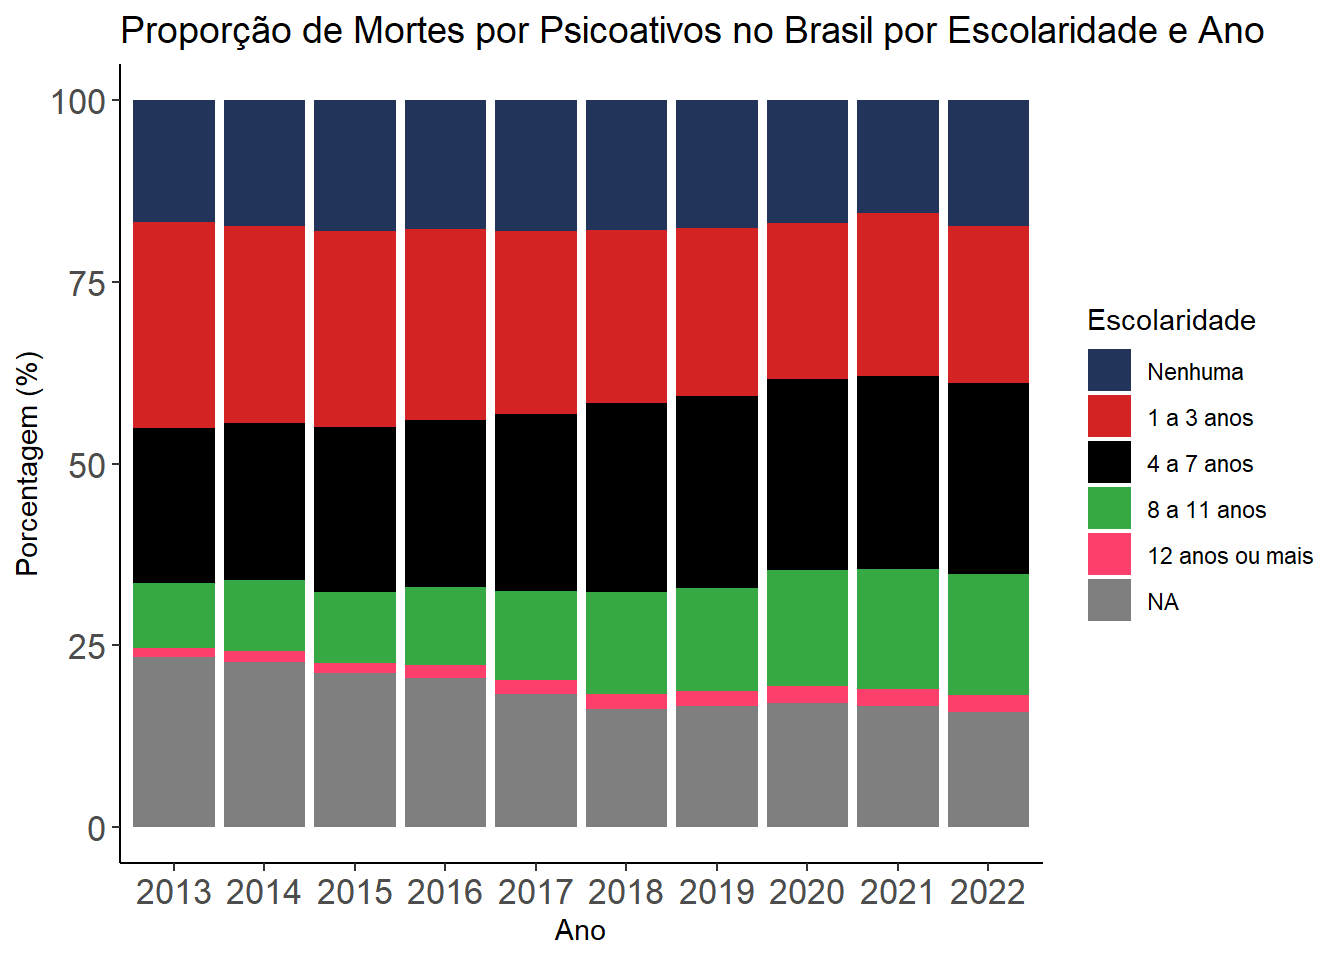 Proporção de Mortes por Psicoativos no Brasil por Escolaridade e Ano
Porcentagem (%)
100
75
50
25
0
2013 2014 2015 2016 2017 2018 2019 2020 2021 2022
Ano
Escolaridade
Nenhuma
1 a 3 anos
4 a 7 anos
8 a 11 anos
12 anos ou mais
NA